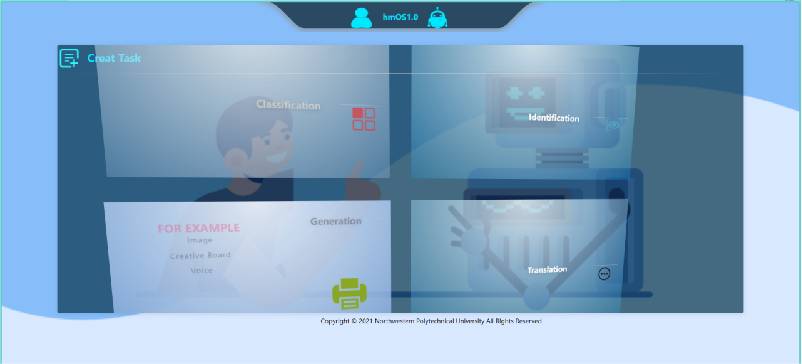 hmOS1.0
Creat Task
Classification
Identification
FOR EXAMPLE
Image
Creative Board
Voice
Generation
Translation
Copyright © 2021 Northwestern Polytechnical University All Rights Reserved